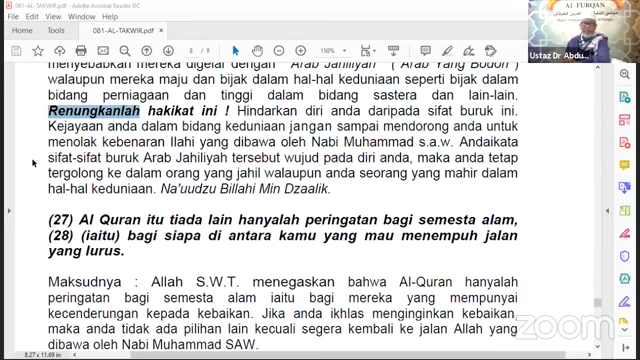 081-AL-TAKWIR.pdf - Adobe Acrobat Reader DC
File Edit View Window Help
Home Tools 081-AL-TAKWIR.pdf
8 / 9 150%
menyebabkan mereka digelar dengan "Arab Jahiliyah" ("Arab Yang Bodoh")
walaupun mereka maju dan bijak dalam hal-hal keduniaan seperti bijak dalam
bidang perniagaan dan tinggi dalam bidang sastera dan lain-lain.
Renungkanlah hakikat ini ! Hindarkan diri anda daripada sifat buruk ini.
Kejayaan anda dalam bidang keduniaan jangan sampai mendorong anda untuk
menolak kebenaran Ilahi yang dibawa oleh Nabi Muhammad s.a.w. Andaikata
sifat-sifat buruk Arab Jahiliyah tersebut wujud pada diri anda, maka anda tetap
tergolong ke dalam orang yang jahil walaupun anda seorang yang mahir dalam
hal-hal keduniaan. Na'uudzu Billahi Min Dzaalik.
(27) Al Quran itu tiada lain hanyalah peringatan bagi semesta alam,
(28) (iaitu) bagi siapa di antara kamu yang mau menempuh jalan
yang lurus.
Maksudnya : Allah S.W.T. menegaskan bahwa Al-Quran hanyalah
peringatan bagi semesta alam iaitu bagi mereka yang mempunyai
kecenderungan kepada kebaikan. Jika anda ikhlas menginginkan kebaikan,
maka anda tidak ada pilihan lain kecuali segera kembali ke jalan Allah yang
dibawa oleh Nabi Muhammad SAW.
8.27 x 11.69 in
AL FURQAN
Ustaz Dr Abdu...
zoom